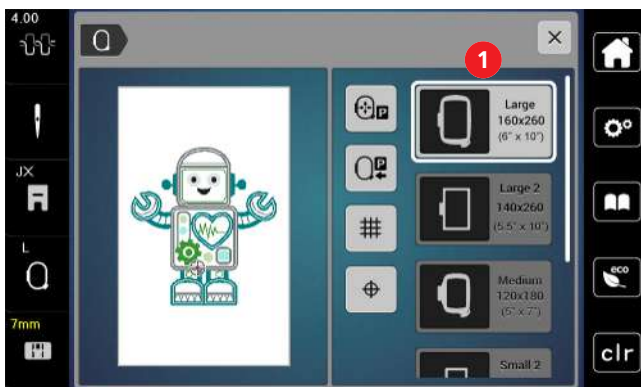 4.00
1
Large
160x260
(6" x 10")
P
P
JX
Large 2
140x260
(5.5" x 10")
L
Medium
120x180
(5" x 7")
eco
7mm
Small 2
clr